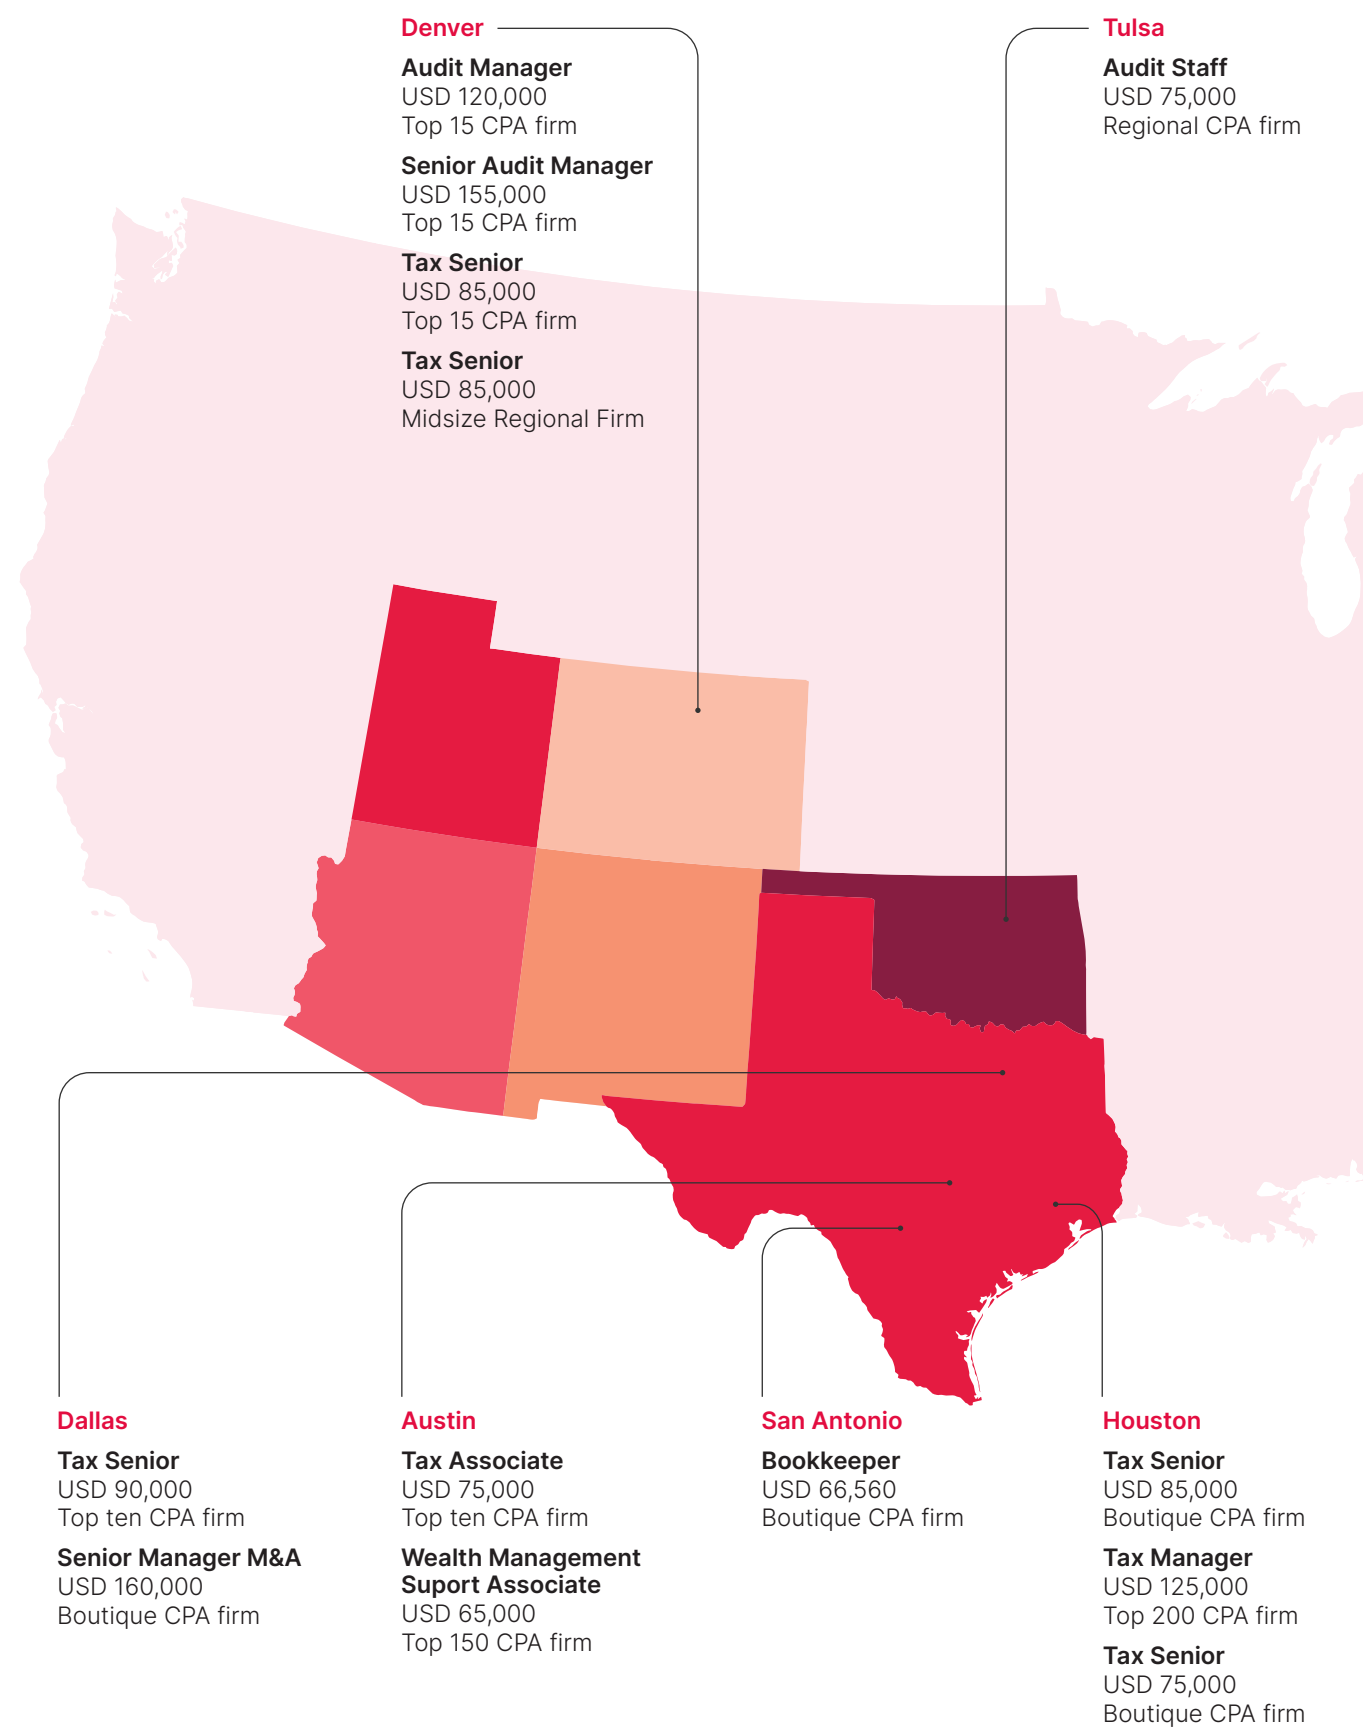 Denver
Audit Manager
USD 120,000
Top 15 CPA firm
Senior Audit Manager
USD 155,000
Top 15 CPA firm
Tax Senior
USD 85,000
Top 15 CPA firm
Tax Senior
USD 85,000
Midsize Regional Firm
Tulsa
Audit Staff
USD 75,000
Regional CPA firm
Dallas
Tax Senior
USD 90,000
Top ten CPA firm
Senior Manager M&A
USD 160,000
Boutique CPA firm
Austin
Tax Associate
USD 75,000
Top ten CPA firm
Wealth Management
Suport Associate
USD 65,000
Top 150 CPA firm
San Antonio
Bookkeeper
USD 66,560
Boutique CPA firm
Houston
Tax Senior
USD 85,000
Boutique CPA firm
Tax Manager
USD 125,000
Top 200 CPA firm
Tax Senior
USD 75,000
Boutique CPA firm